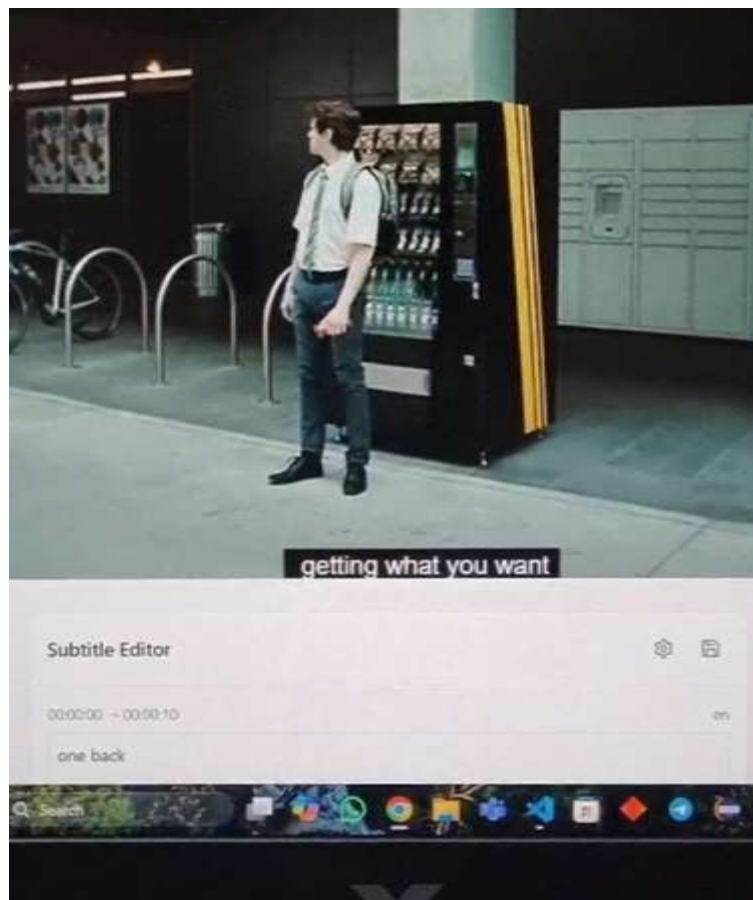 getting what you want
Subtitle Editor
00:00:00 → 00:00:10
en
one back
Search